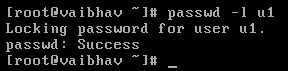 [root@vaibhav ~]# passwd -l u1
Locking password for user u1.
passwd: Success
[root@vaibhav ~]# _